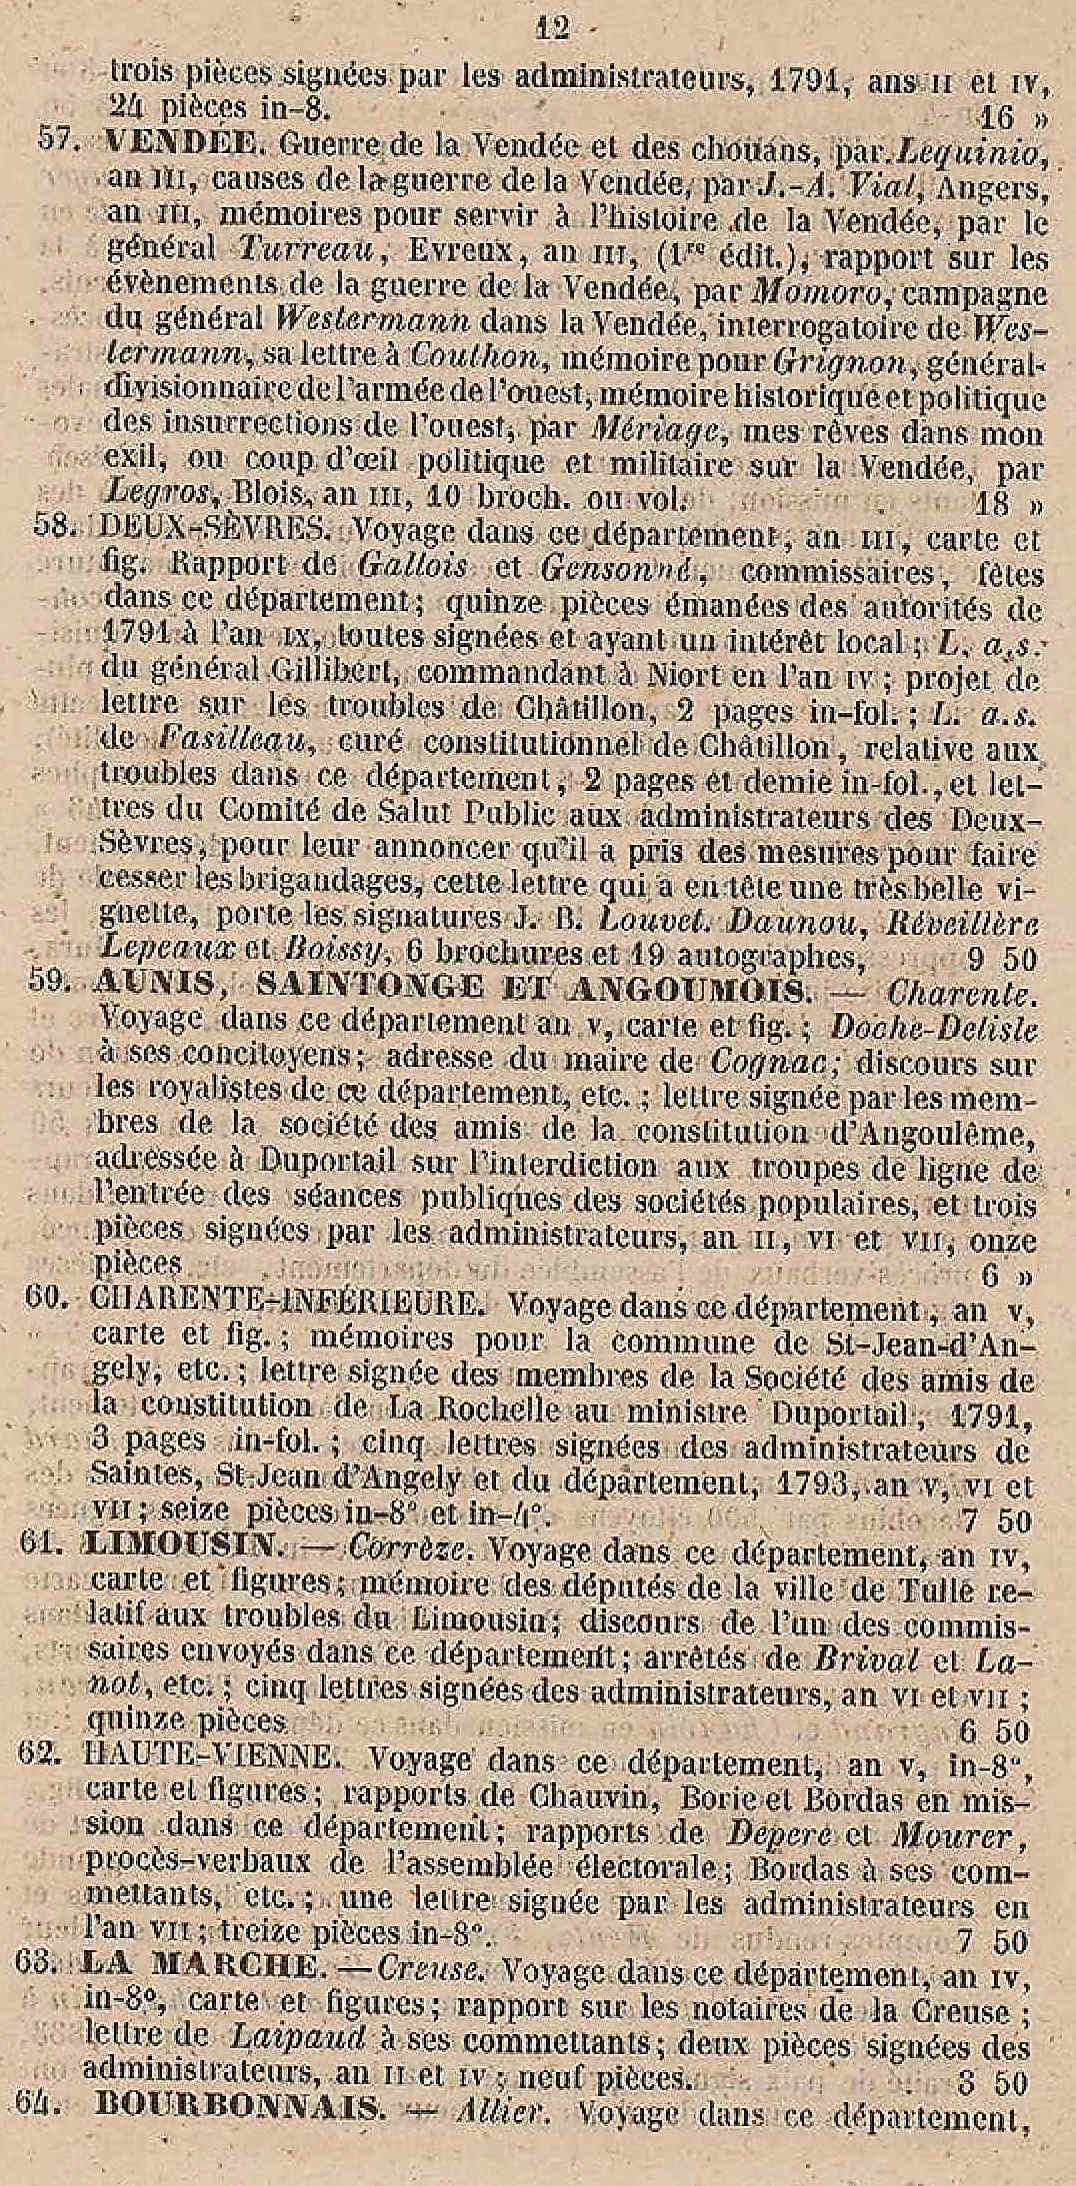 12
trois pièces signées par les administrateurs, 1791, ans II et IV,
24 pièces in-8. 16 »
57. VENDÉE. Guerre de la Vendée et des chouans, par Lequinio,
an III, causes de la guerre de la Vendée, par J.-A. Vial, Angers,
an III, mémoires pour servir à l'histoire de la Vendée, par le
général Turreau, Evreux, an III, (1re édit.), rapport sur les
évènements de la guerre de la Vendée, par Momoro, campagne
du général Westermann dans la Vendée, interrogatoire de Wes-
termann, sa lettre à Couthon, mémoire pour Grignon, général-
divisionnaire de l'armée de l'ouest, mémoire historique et politique
des insurrections de l'ouest, par Mériage, mes rêves dans mon
exil, ou coup d'œil politique et militaire sur la Vendée, par
Legros, Blois, an III, 10 broch. ou vol. 18 »
58. DEUX-SÈVRES. Voyage dans ce département, an III, carte et
fig. Rapport de Gallois et Gensonné, commissaires, fêtes
dans ce département; quinze pièces émanées des autorités de
1791 à l'an IX, toutes signées et ayant un intérêt local; L. a.s.
du général Gillibert, commandant à Niort en l'an IV; projet de
lettre sur les troubles de Châtillon, 2 pages in-fol.; L. a.s.
de Fasilleau, curé constitutionnel de Châtillon, relative aux
troubles dans ce département, 2 pages et demie in-fol., et let-
tres du Comité de Salut Public aux administrateurs des Deux-
Sèvres, pour leur annoncer qu'il a pris des mesures pour faire
cesser les brigandages, cette lettre qui a en tête une très belle vi-
gnette, porte les signatures J. B. Louvet. Daunou, Réveillère
Lepeaux et Boissy, 6 brochures et 19 autographes, 9 50
59. AUNIS, SAINTONGE ET ANGOUMOIS. — Charente.
Voyage dans ce département an V, carte et fig.; Doche-Delisle
à ses concitoyens; adresse du maire de Cognac; discours sur
les royalistes de ce département, etc.; lettre signée par les mem-
bres de la société des amis de la constitution d'Angoulême,
adressée à Duportail sur l'interdiction aux troupes de ligne de
l'entrée des séances publiques des sociétés populaires, et trois
pièces signées par les administrateurs, an II, VI et VII, onze
pièces 6 »
60. CHARENTE-INFÉRIEURE. Voyage dans ce département, an V,
carte et fig.; mémoires pour la commune de St-Jean-d'An-
gely, etc.; lettre signée des membres de la Société des amis de
la constitution de La Rochelle au ministre Duportail, 1791,
3 pages in-fol.; cinq lettres signées des administrateurs de
Saintes, St-Jean d'Angely et du département, 1793, an V, VI et
VII; seize pièces in-8° et in-4°. 7 50
61. LIMOUSIN. — Corrèze. Voyage dans ce département, an IV,
carte et figures; mémoire des députés de la ville de Tulle re-
latif aux troubles du Limousin; discours de l'un des commis-
saires envoyés dans ce département; arrêtés de Brival et La-
not, etc.; cinq lettres signées des administrateurs, an VI et VII;
quinze pièces 6 50
62. HAUTE-VIENNE. Voyage dans ce département, an V, in-8°,
carte et figures; rapports de Chauvin, Borie et Bordas en mis-
sion dans ce département; rapports de Depere et Mourer,
procès-verbaux de l'assemblée électorale; Bordas à ses com-
mettants, etc.; une lettre signée par les administrateurs en
l'an VII; treize pièces in-8°. 7 50
63. LA MARCHE. — Creuse. Voyage dans ce département, an IV,
in-8°, carte et figures; rapport sur les notaires de la Creuse;
lettre de Laipaud à ses commettants; deux pièces signées des
administrateurs, an II et IV; neuf pièces. 3 50
64. BOURBONNAIS. — Allier. Voyage dans ce département,